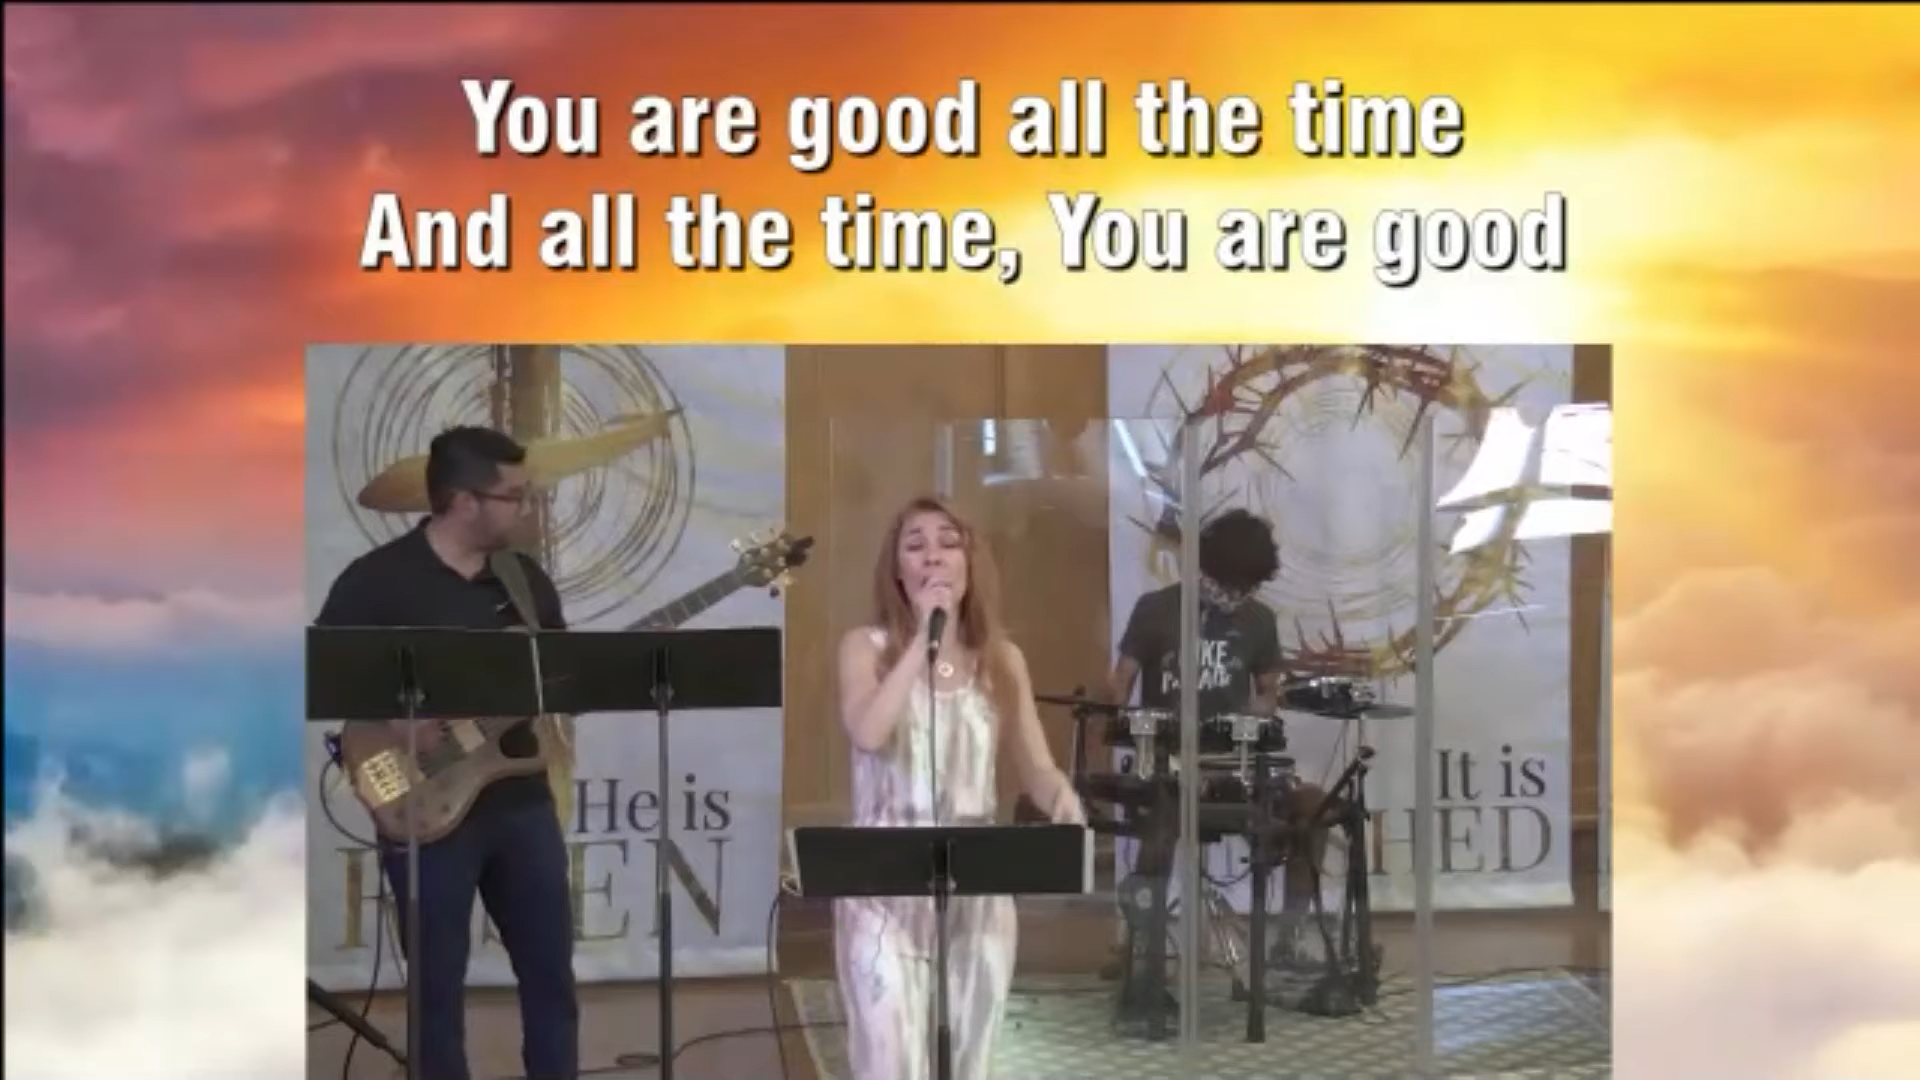 You are good all the time
And all the time, You are good
He is
It is